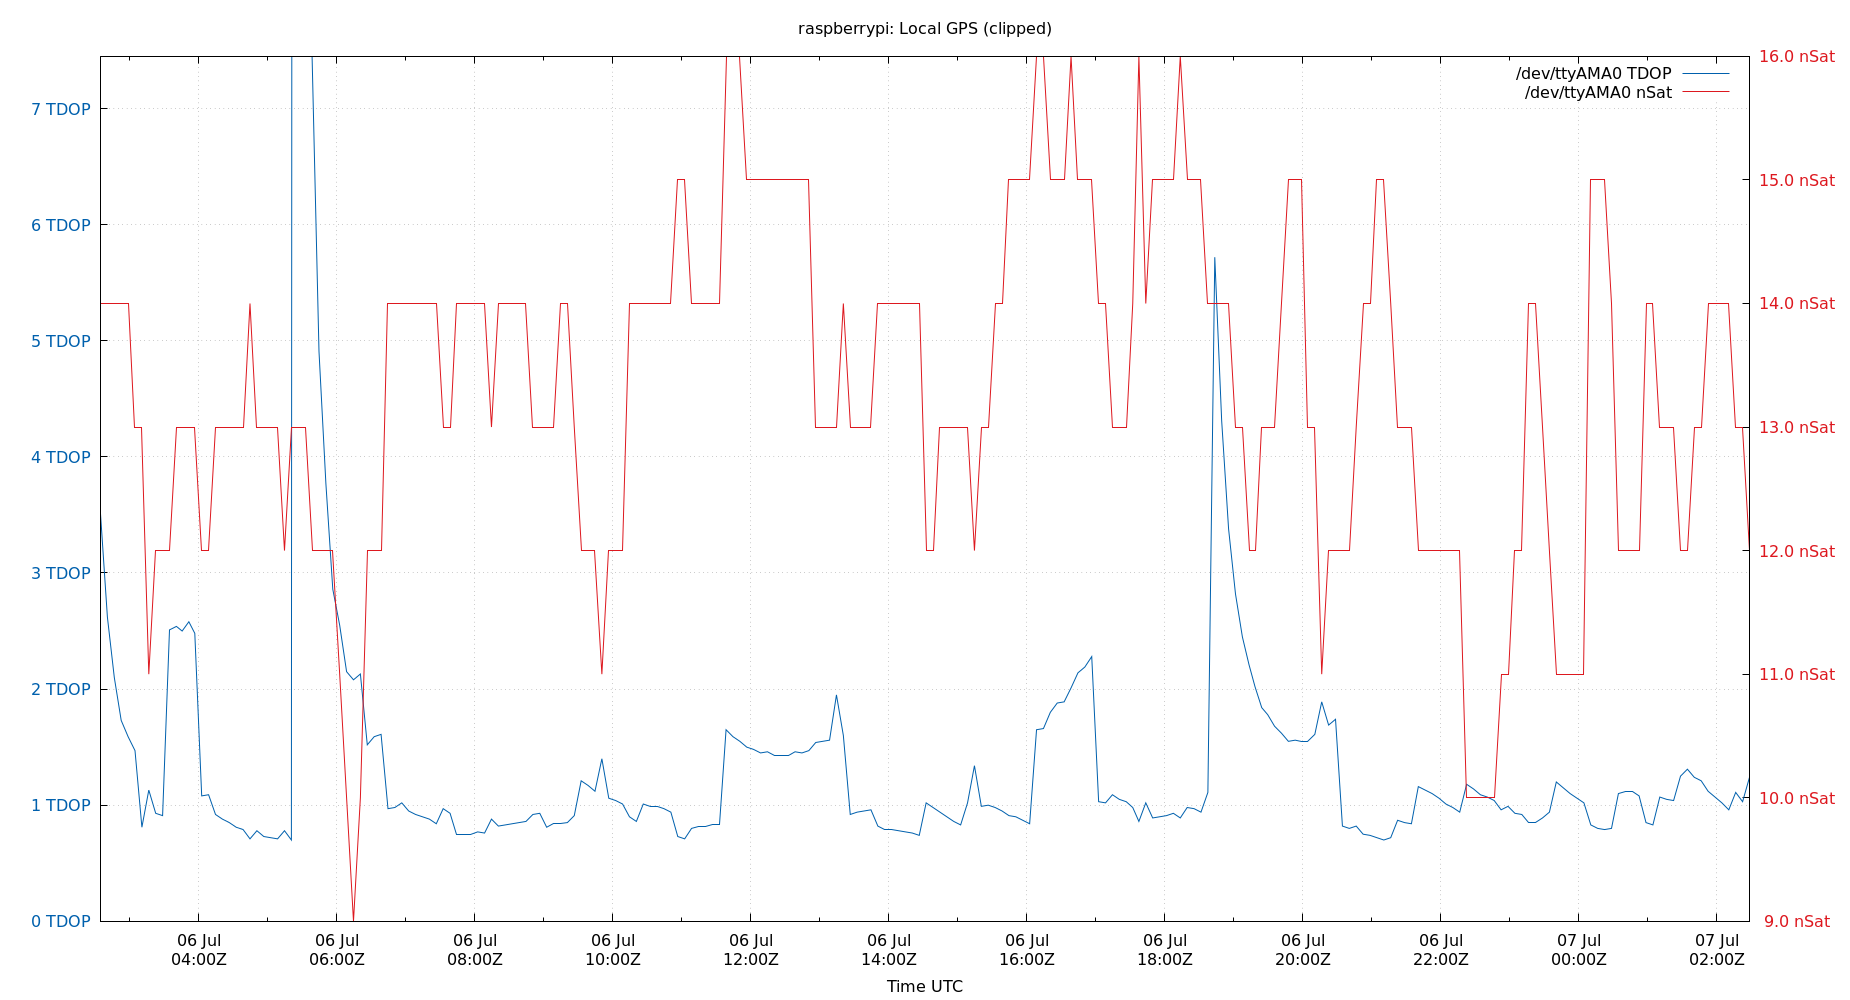 raspberrypi: Local GPS (clipped)
/dev/ttyAMA0 TDOP
/dev/ttyAMA0 nSat
7 TDOP
6 TDOP
5 TDOP
4 TDOP
3 TDOP
2 TDOP
1 TDOP
0 TDOP
16.0 nSat
15.0 nSat
14.0 nSat
13.0 nSat
12.0 nSat
11.0 nSat
10.0 nSat
9.0 nSat
06 Jul
04:00Z
06 Jul
06:00Z
06 Jul
08:00Z
06 Jul
10:00Z
06 Jul
12:00Z
06 Jul
14:00Z
06 Jul
16:00Z
06 Jul
18:00Z
06 Jul
20:00Z
06 Jul
22:00Z
07 Jul
00:00Z
07 Jul
02:00Z
Time UTC